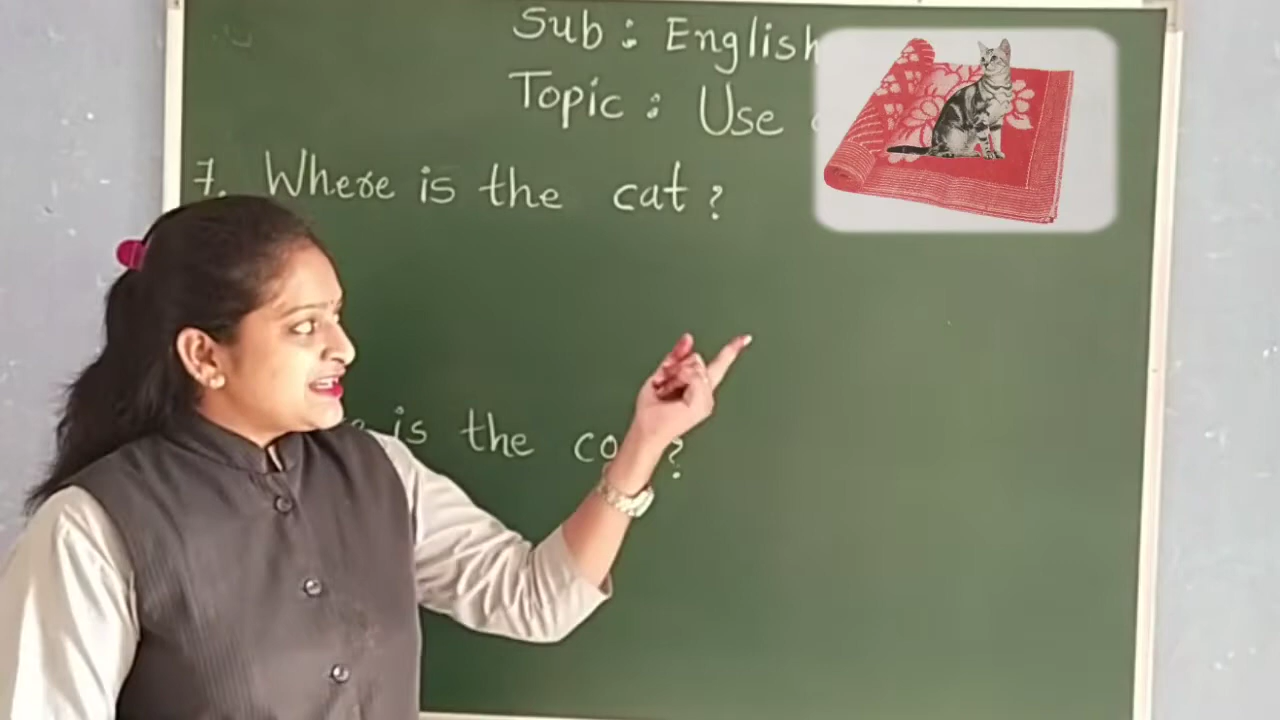 Sub : English
Topic : Use
7. Where is the cat ?
is the ?